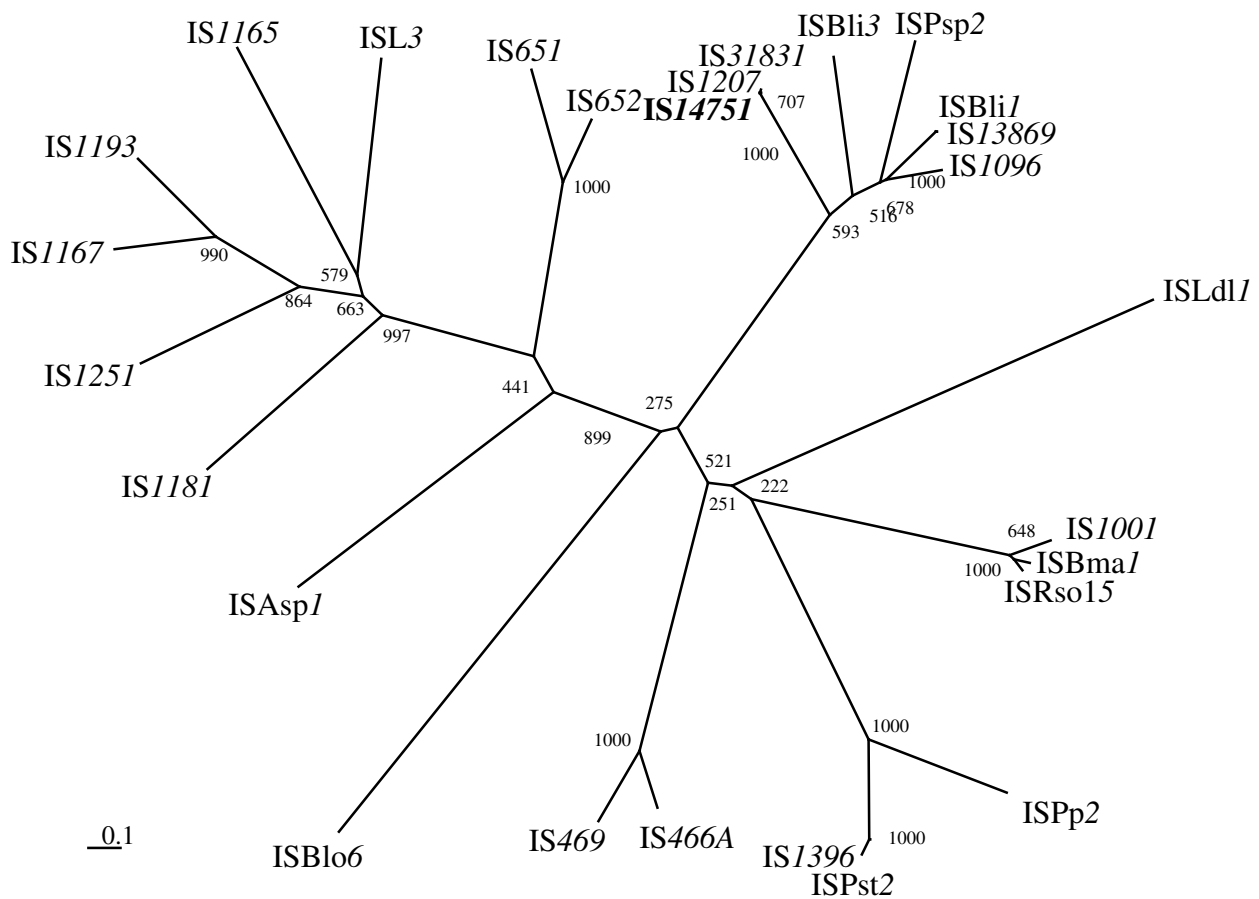 IS1165
ISL3
IS651
IS652
IS31831
IS1207
IS14751
707
1000
ISBli3
ISPsp2
ISBli1
IS13869
IS1096
1000
678
516
593
IS1193
IS1167
990
864
579
663
997
1000
IS1251
IS1181
441
899
275
ISLdl1
521
222
251
648
IS1001
ISBma1
1000
ISRso15
ISAsp1
1000
1000
ISPp2
0.1
ISBlo6
IS469
IS466A
1000
IS1396
ISPst2